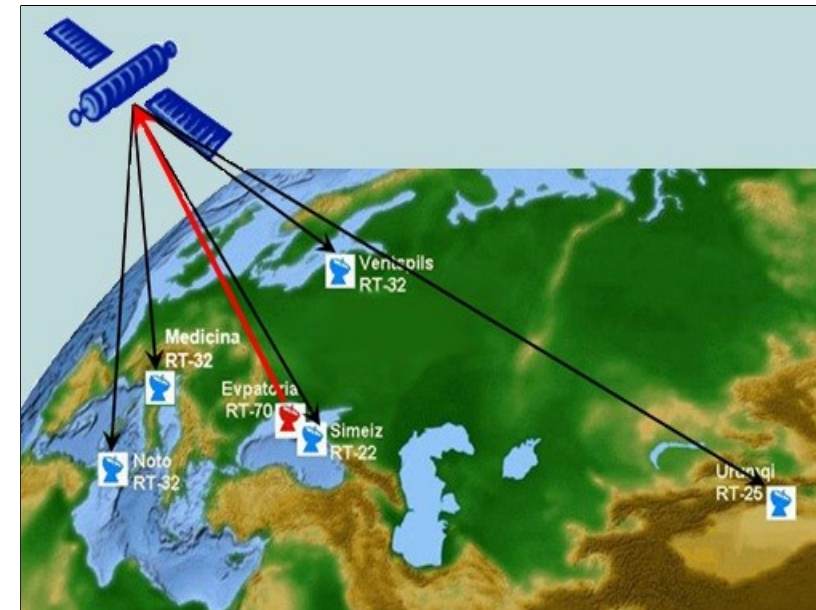 Ventspils
RT-32
Medicina
RT-32
Evpatoria
RT-70
Simeiz
RT-22
Noto
RT-32
Urumqi
RT-25